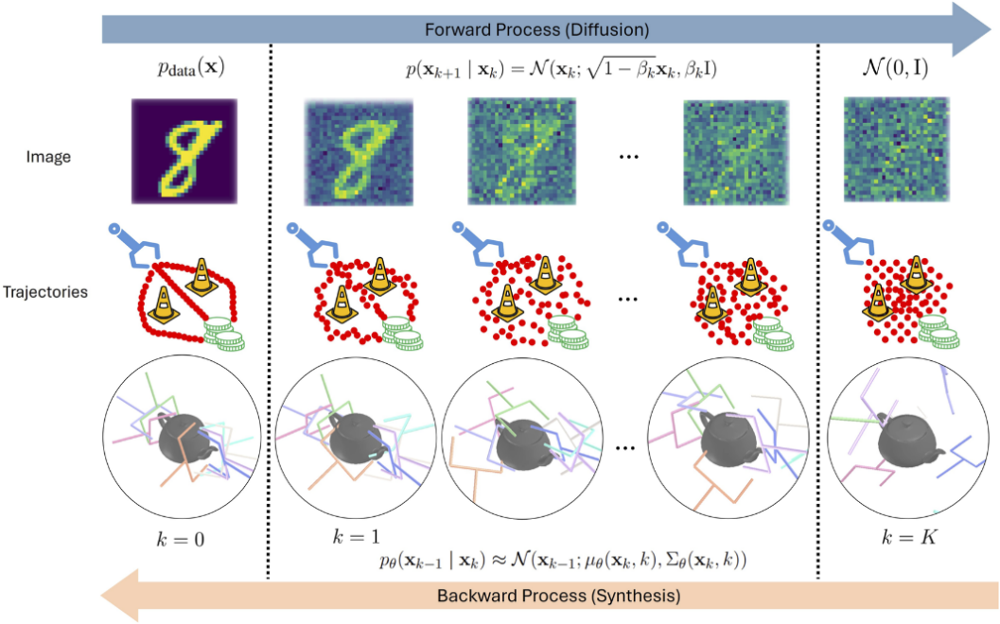 Forward Process (Diffusion)
p_data(x)
p(x_{k+1} | x_k) = N(x_k; √(1 − β_k) x_k, β_k I)
N(0, I)
Image
...
Trajectories
...
...
k = 0
k = 1
k = K
p_θ(x_{k−1} | x_k) ≈ N(x_{k−1}; μ_θ(x_k, k), Σ_θ(x_k, k))
Backward Process (Synthesis)